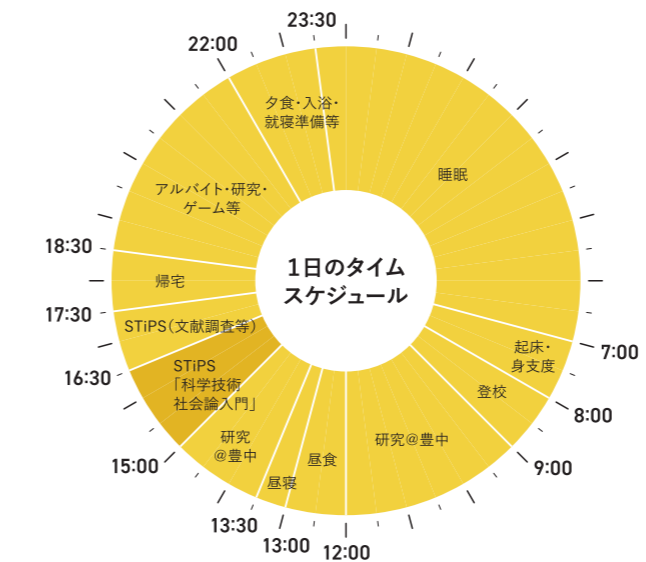 1日のタイム
スケジュール
23:30
睡眠
7:00
起床・
身支度
8:00
登校
9:00
研究@豊中
12:00
昼食
13:00
昼寝
13:30
研究
@豊中
15:00
STiPS
「科学技術
社会論入門」
16:30
STiPS(文献調査等)
17:30
帰宅
18:30
アルバイト・研究・
ゲーム等
22:00
夕食・入浴・
就寝準備等